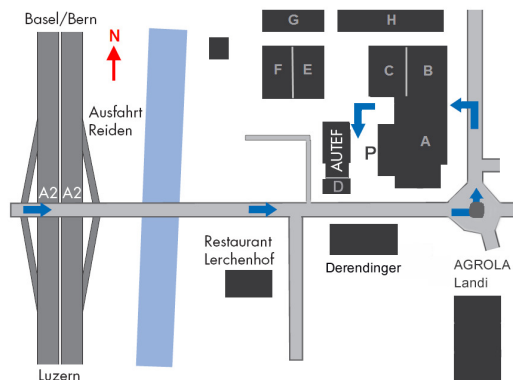 Basel/Bern
N
G
H
F
E
C
B
Ausfahrt
Reiden
AUTEF
P
A
D
A2
A2
Restaurant
Lerchenhof
Derendinger
AGROLA
Landi
Luzern